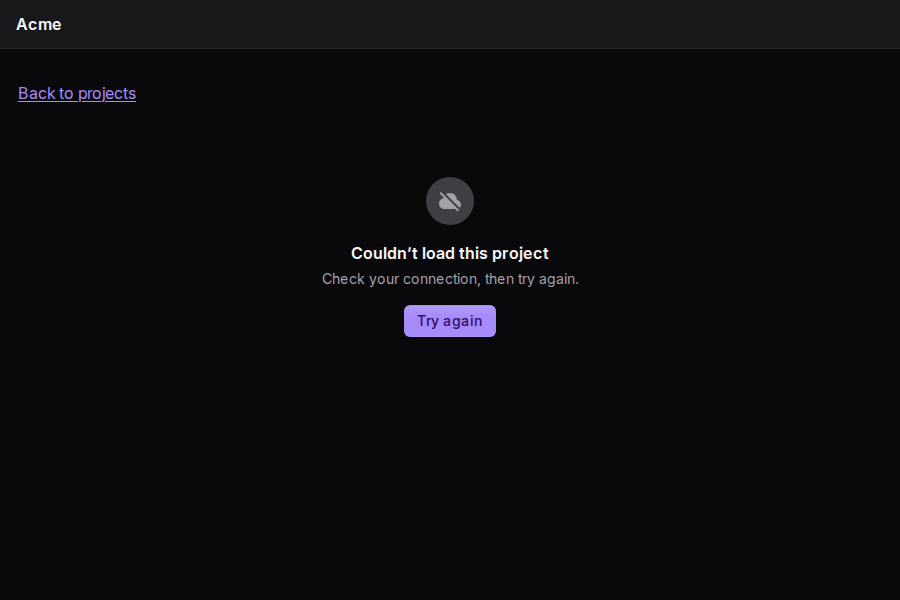 Acme
Back to projects
Couldn’t load this project
Check your connection, then try again.
Try again